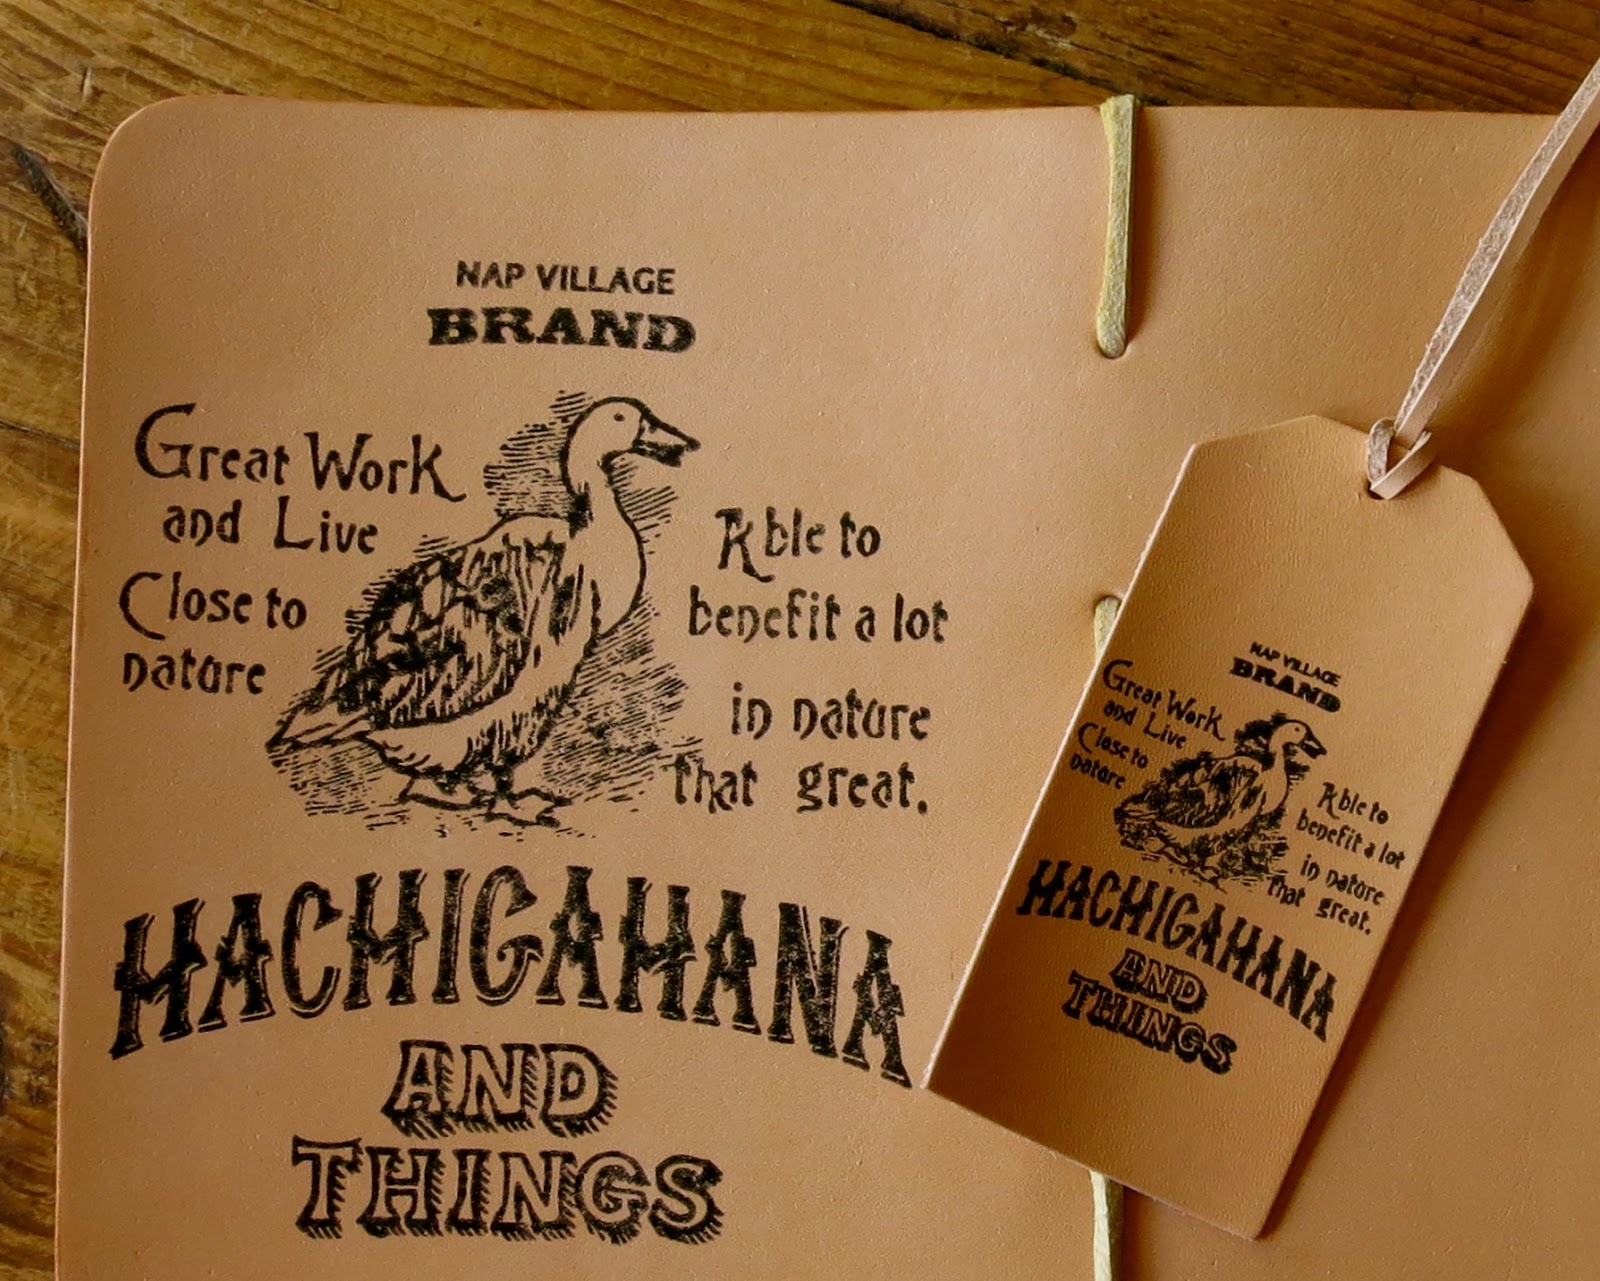 NAP VILLAGE
BRAND
Great Work
and Live
Close to
nature
Able to
benefit a lot
in nature
that great.
HACHIGAHANA
AND
THINGS
NAP VILLAGE
BRAND
Great Work
and Live
Close to
nature
Able to
benefit a lot
in nature
that great.
HACHIGAHANA
AND
THINGS